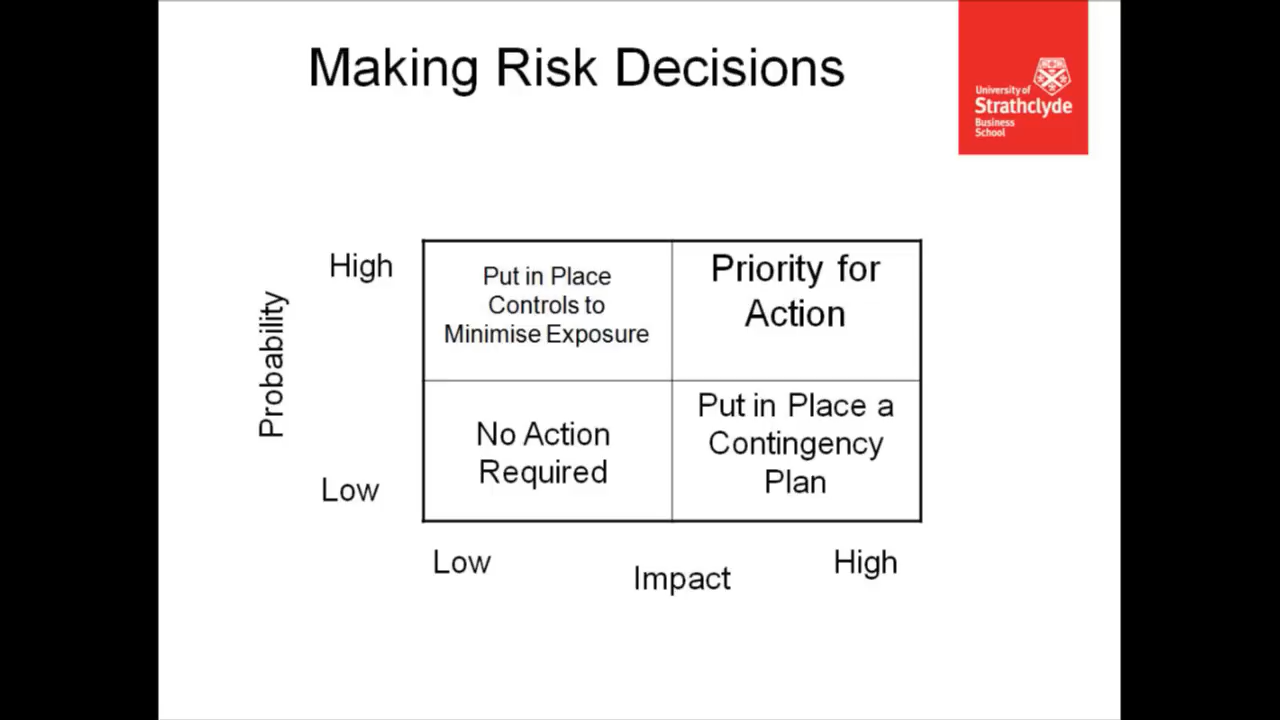 Making Risk Decisions
University of
Strathclyde
Business
School
High
Put in Place
Controls to
Minimise Exposure
Priority for
Action
Probability
No Action
Required
Put in Place a
Contingency
Plan
Low
Low
Impact
High